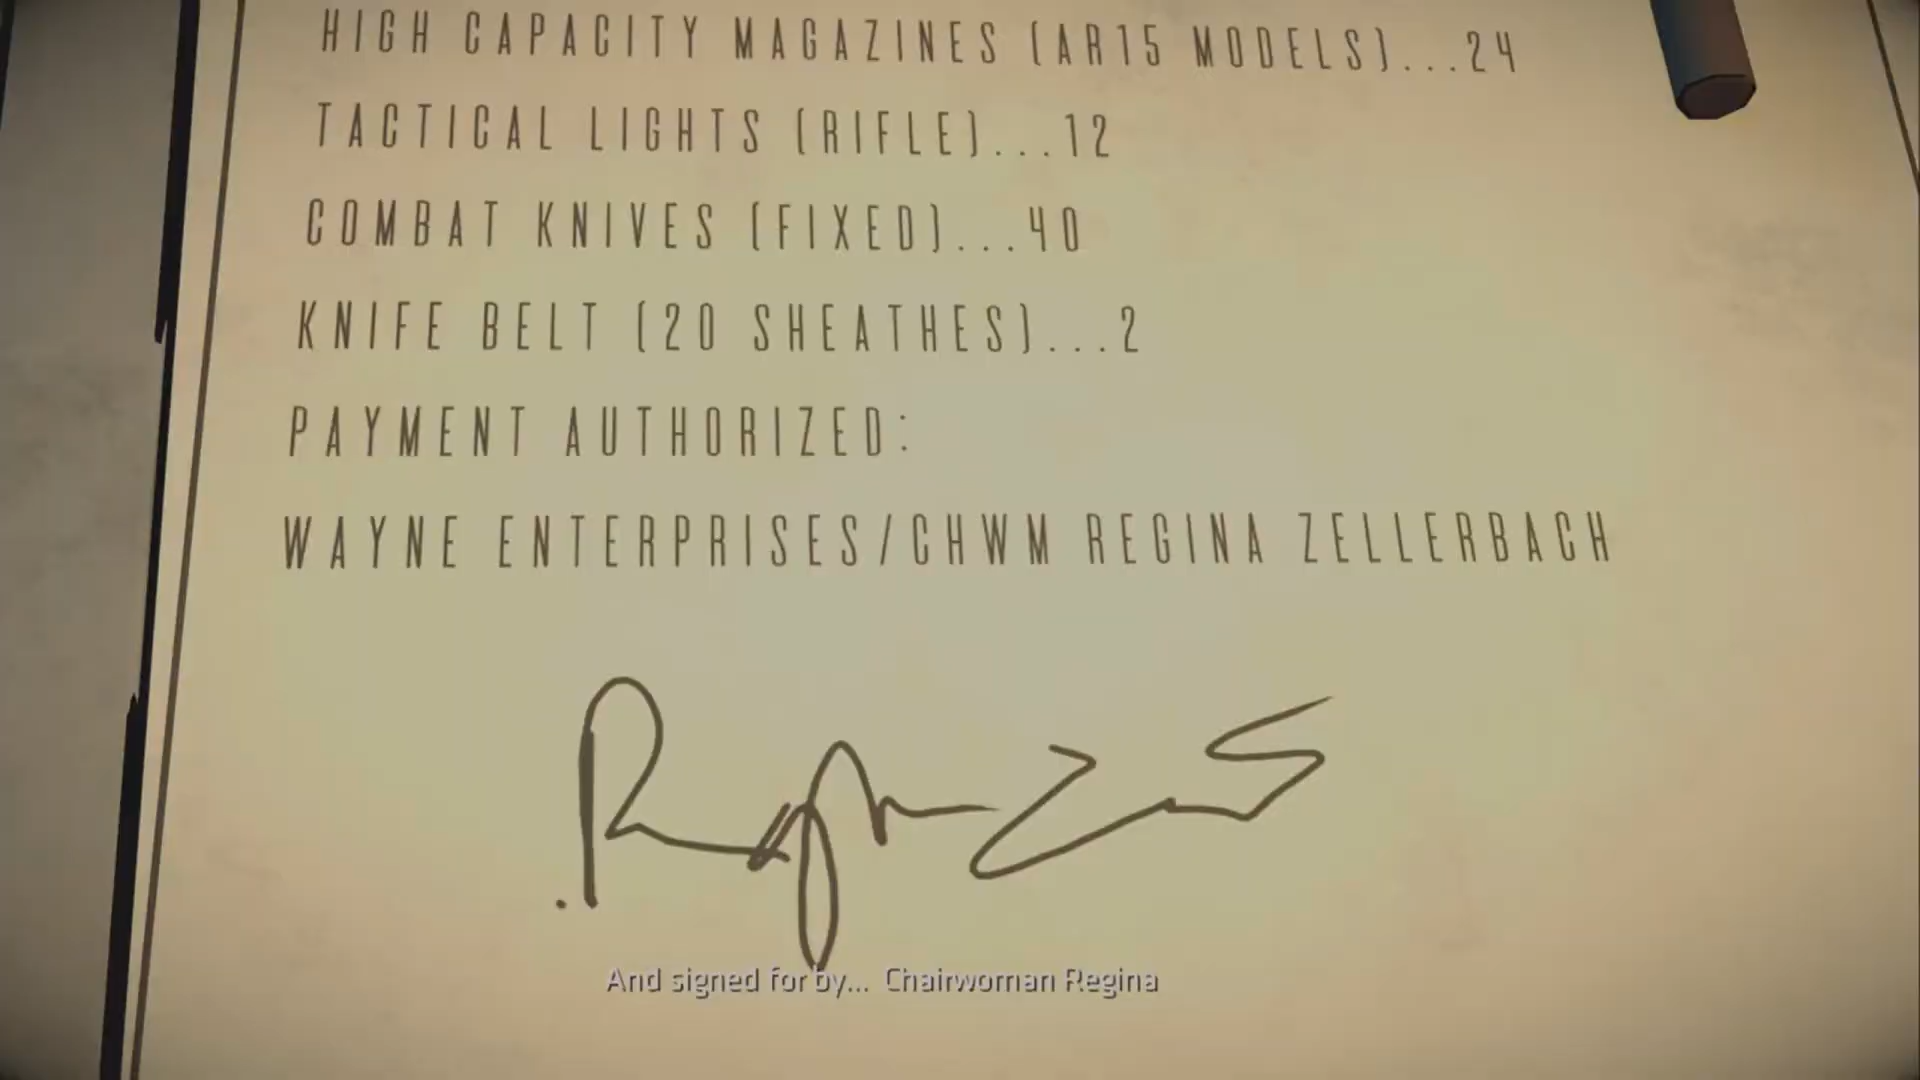 HIGH CAPACITY MAGAZINES (AR15 MODELS)...24
TACTICAL LIGHTS (RIFLE)...12
COMBAT KNIVES (FIXED)...40
KNIFE BELT (20 SHEATHES)...2
PAYMENT AUTHORIZED:
WAYNE ENTERPRISES/CHWM REGINA ZELLERBACH
And signed for by... Chairwoman Regina